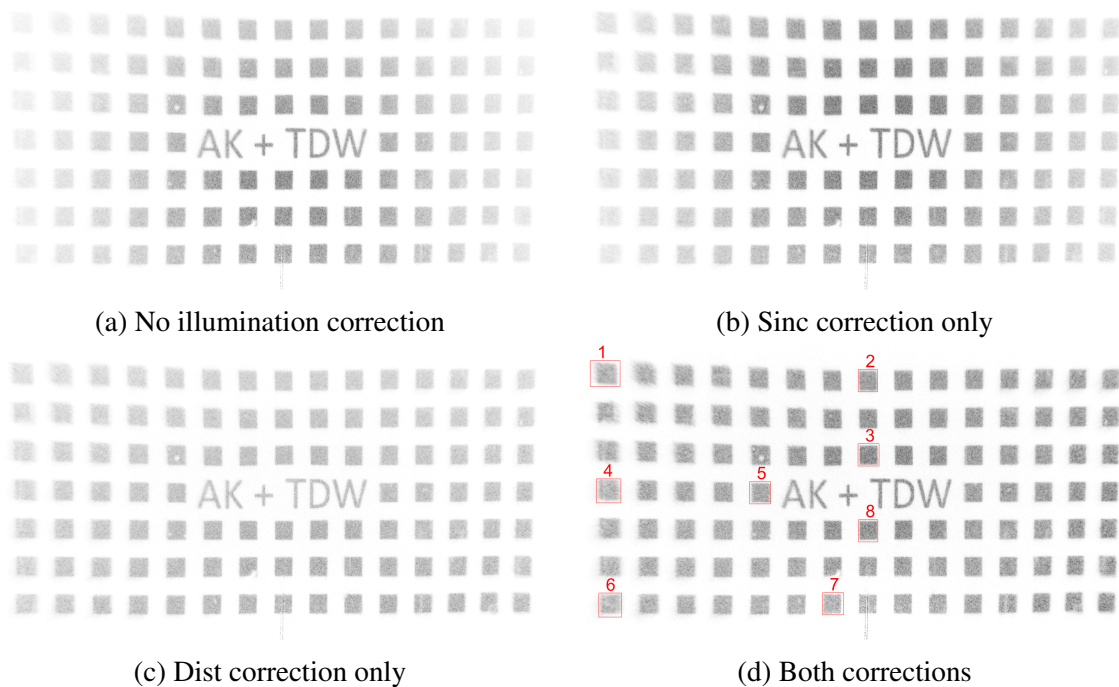 AK + TDW
AK + TDW
(a) No illumination correction
(b) Sinc correction only
1
2
3
4
5
AK + TDW
AK + TDW
8
6
7
(c) Dist correction only
(d) Both corrections